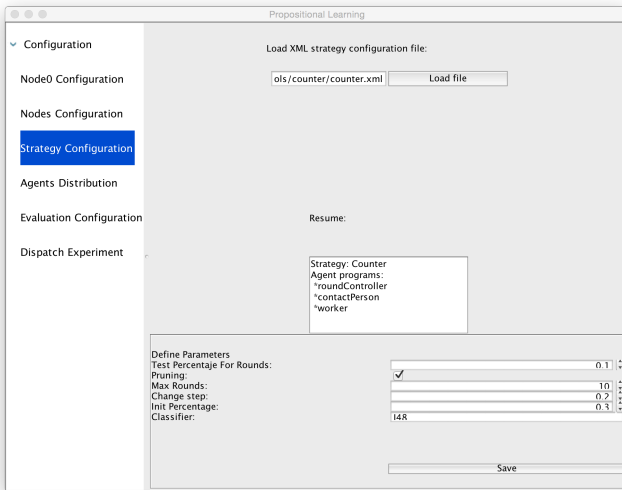 Propositional Learning
Configuration
Node0 Configuration
Nodes Configuration
Strategy Configuration
Agents Distribution
Evaluation Configuration
Dispatch Experiment
Load XML strategy configuration file:
ols/counter/counter.xml Load file
Resume:
Strategy: Counter
Agent programs:
*roundController
*contactPerson
*worker
Define Parameters
Test Percentaje For Rounds: 0.1
Pruning:
Max Rounds: 10
Change step: 0.2
Init Percentage: 0.3
Classifier: J48
Save